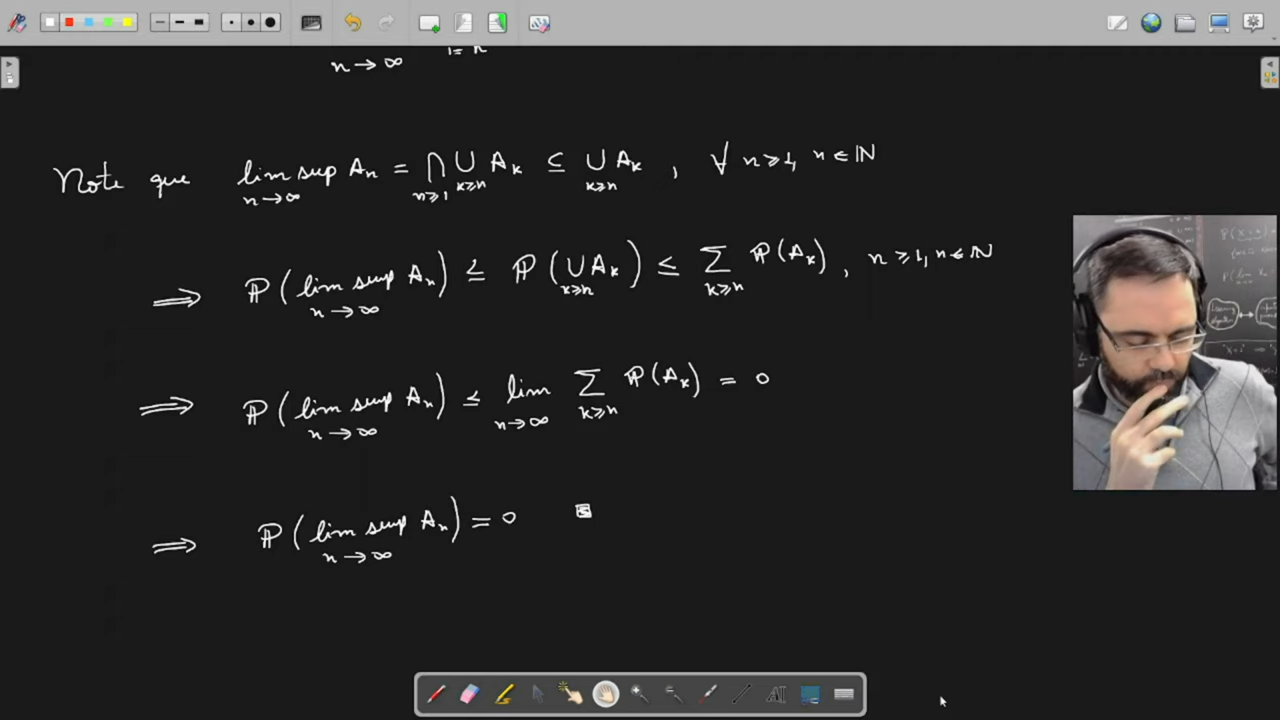 n → ∞ i = n
Note que lim sup Aₙ = ⋂ ⋃ Aₖ ⊆ ⋃ Aₖ , ∀ n ⩾ 1, n ∈ ℕ
n→∞ n⩾1 k⩾n k⩾n
⟹ ℙ(lim sup Aₙ) ≤ ℙ(⋃ Aₖ) ≤ ∑ ℙ(Aₖ) , n ⩾ 1, n ∈ ℕ
n→∞ k⩾n k⩾n
⟹ ℙ(lim sup Aₙ) ≤ lim ∑ ℙ(Aₖ) = 0
n→∞ n→∞ k⩾n
⟹ ℙ(lim sup Aₙ) = 0
n→∞